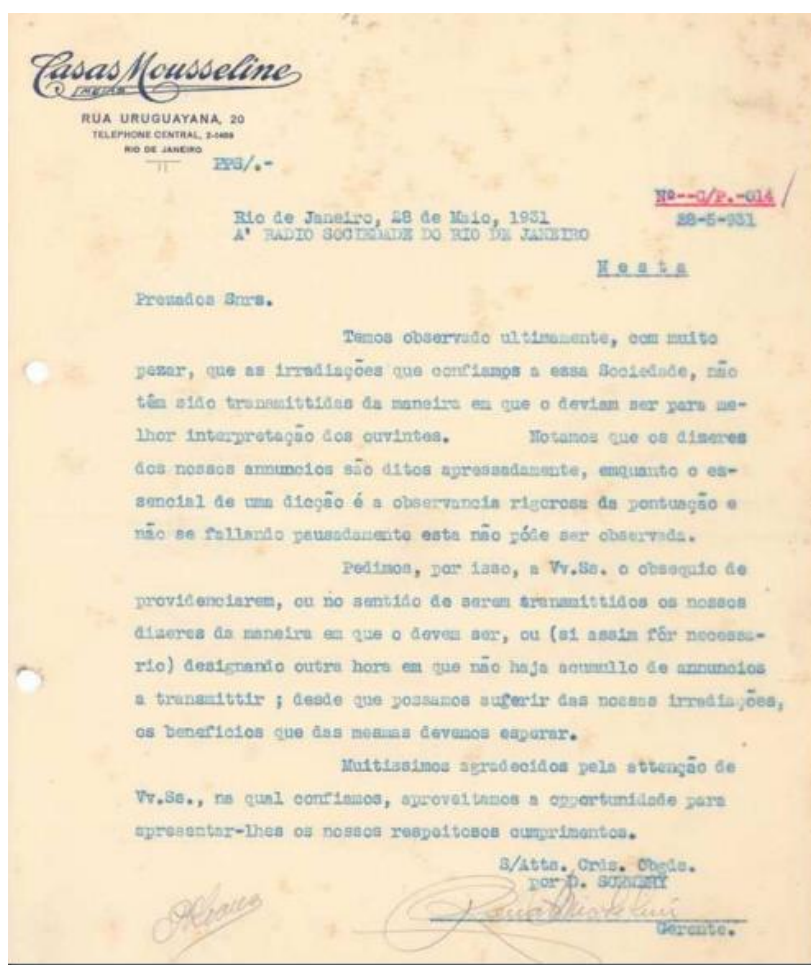 Casas Mousseline
MEIAS
RUA URUGUAYANA, 20
TELEPHONE CENTRAL, 2-0409
RIO DE JANEIRO
PPS/.-
Nº--C/P.-014
28-5-931
Rio de Janeiro, 28 de Maio, 1931
A' RADIO SOCIEDADE DO RIO DE JANEIRO
Nesta
Prezados Snrs.
Temos observado ultimamente, com muito
pezar, que as irradiações que confiamos a essa Sociedade, não
têm sido transmittidas da maneira em que o deviam ser para me-
lhor interpretação dos ouvintes. Notamos que os dizeres
dos nossos annuncios são ditos apressadamente, emquanto o es-
sencial de uma dicção é a observancia rigorosa da pontuação e
não se fallando pausadamente esta não póde ser observada.
Pedimos, por isso, a Vv.Ss. o obsequio de
providenciarem, ou no sentido de serem transmittidos os nossos
dizeres da maneira em que o devem ser, ou (si assim fôr necessa-
rio) designando outra hora em que não haja acumullo de annuncios
a transmittir ; desde que possamos auferir das nossas irradiações,
os beneficios que das mesmas devemos esperar.
Muitissimos agradecidos pela attenção de
Vv.Ss., na qual confiamos, aproveitamos a opportunidade para
apresentar-lhes os nossos respeitosos cumprimentos.
S/Atts. Crds. Obgds.
por D.
Gerente.